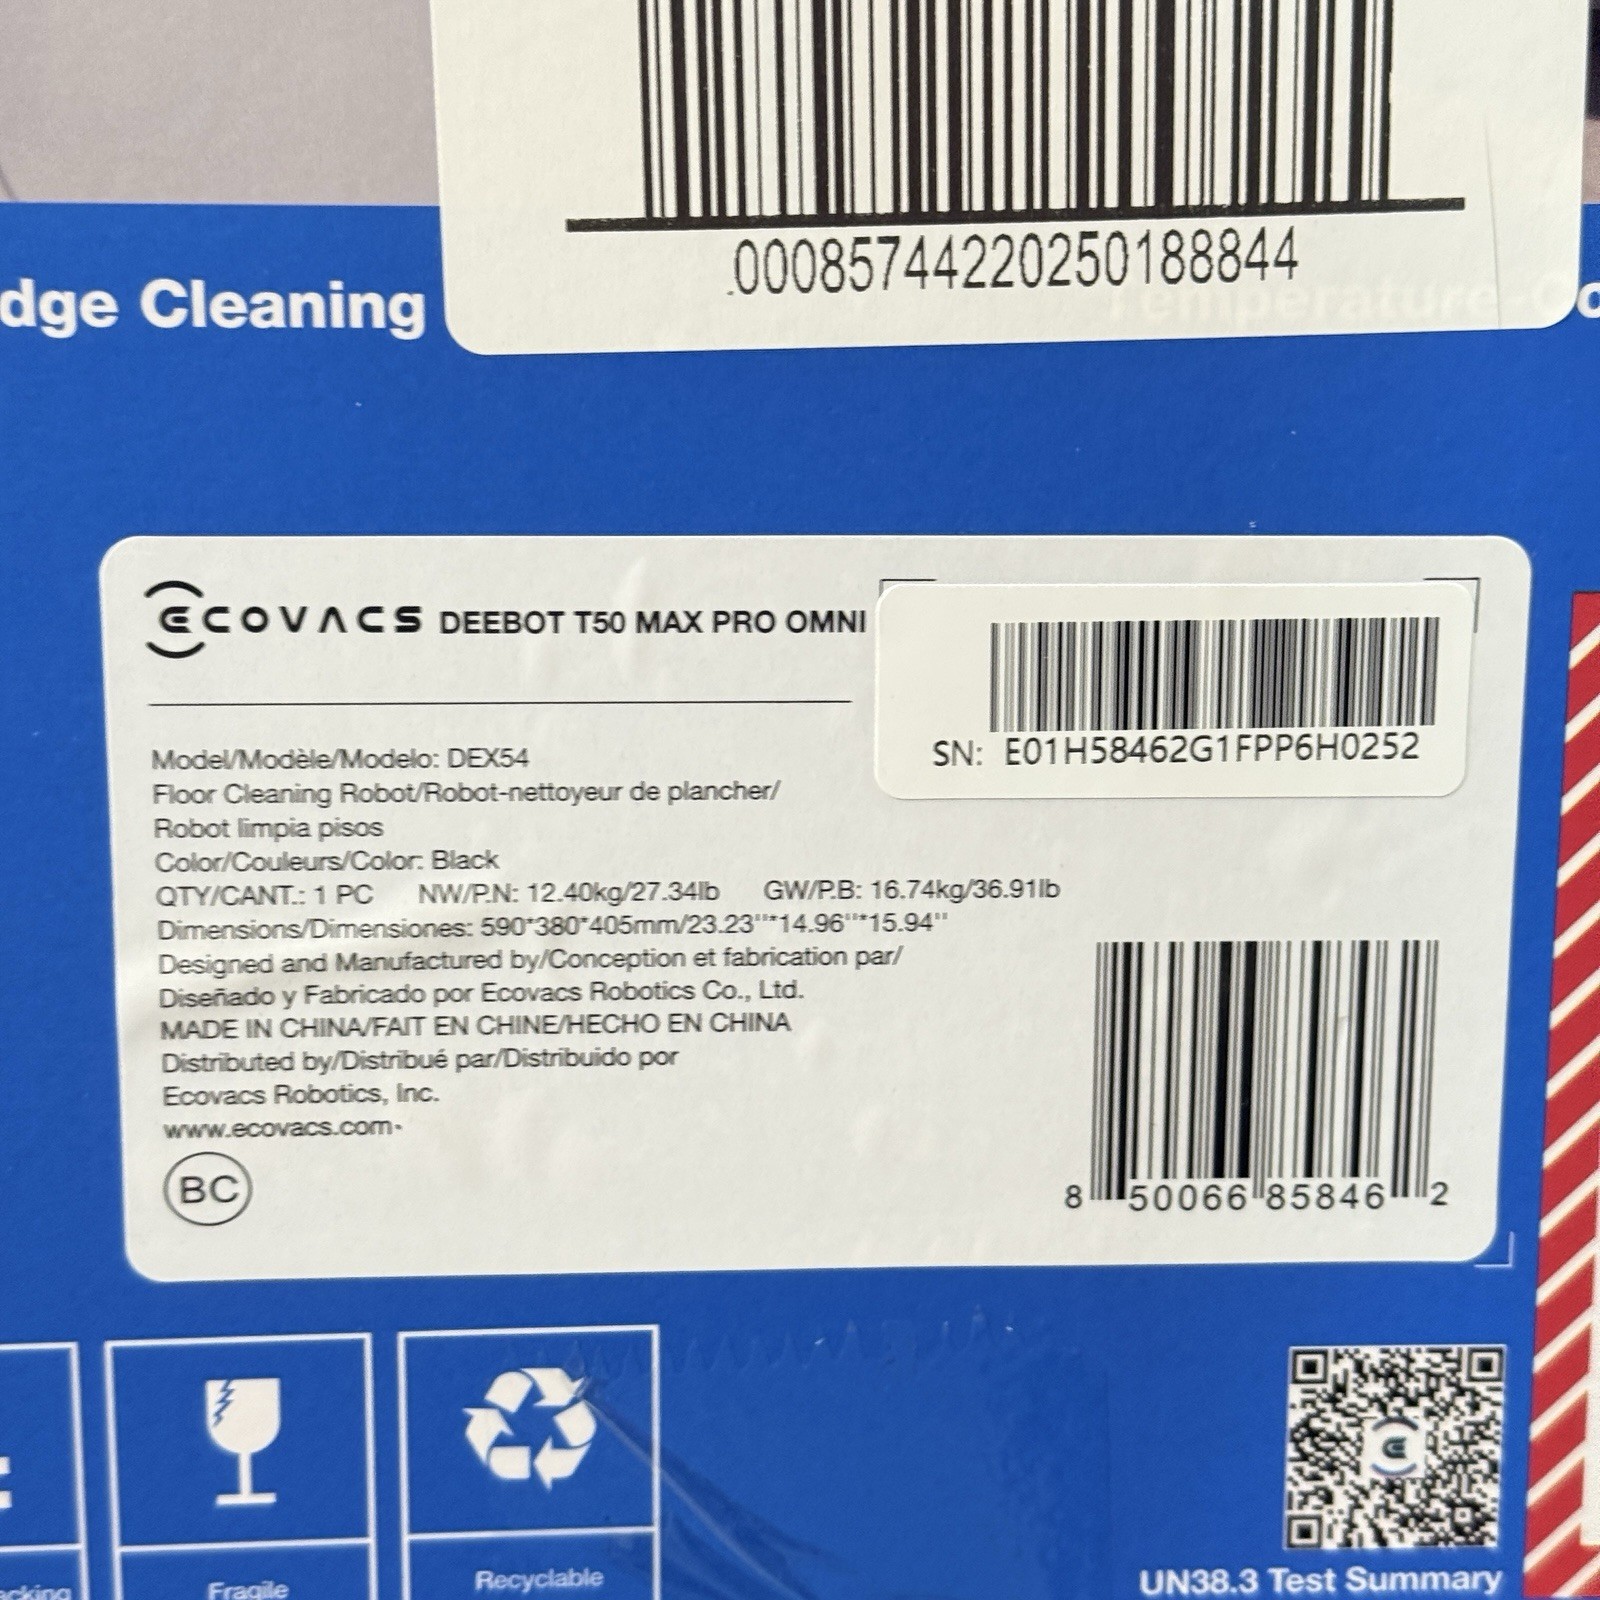 00085744220250188844
dge Cleaning
Temperature-Co
ECOVACS DEEBOT T50 MAX PRO OMNI
SN: E01H58462G1FPP6H0252
Model/Modèle/Modelo: DEX54
Floor Cleaning Robot/Robot-nettoyeur de plancher/
Robot limpia pisos
Color/Couleurs/Color: Black
QTY/CANT.: 1 PC NW/P.N: 12.40kg/27.34lb GW/P.B: 16.74kg/36.91lb
Dimensions/Dimensiones: 590*380*405mm/23.23''*14.96''*15.94''
Designed and Manufactured by/Conception et fabrication par/
Diseñado y Fabricado por Ecovacs Robotics Co., Ltd.
MADE IN CHINA/FAIT EN CHINE/HECHO EN CHINA
Distributed by/Distribué par/Distribuido por
Ecovacs Robotics, Inc.
www.ecovacs.com
BC
8 50066 85846 2
acking
Fragile
Recyclable
UN38.3 Test Summary